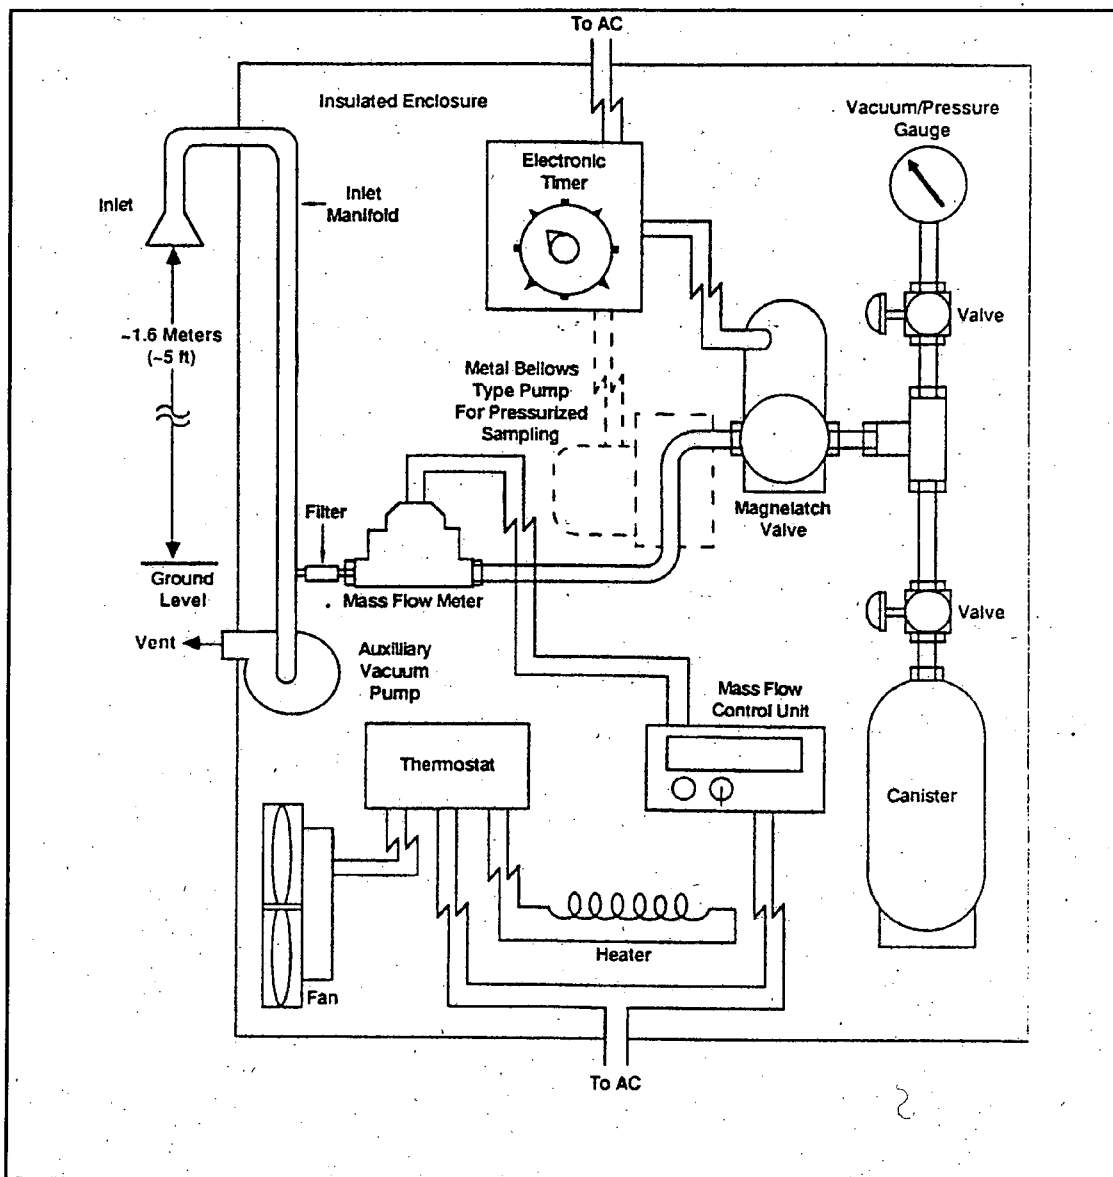 To AC
Insulated Enclosure
Vacuum/Pressure
Gauge
Electronic
Timer
Inlet
Inlet
Manifold
Valve
~1.6 Meters
(~5 ft)
Metal Bellows
Type Pump
For Pressurized
Sampling
Magnelatch
Valve
Filter
Ground
Level
Mass Flow Meter
Valve
Vent
Auxilliary
Vacuum
Pump
Mass Flow
Control Unit
Thermostat
Canister
Heater
Fan
To AC